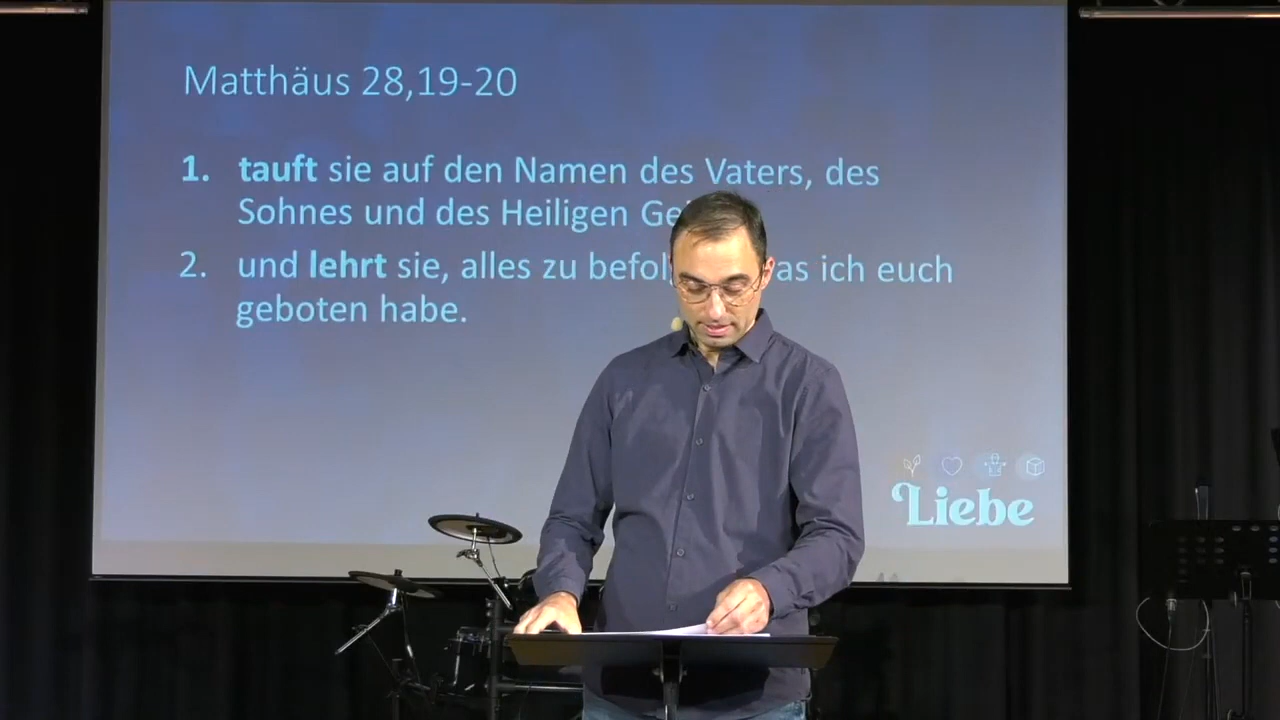 Matthäus 28,19-20
1. tauft sie auf den Namen des Vaters, des
Sohnes und des Heiligen
2. und lehrt sie, alles zu ich euch
geboten habe.
Liebe